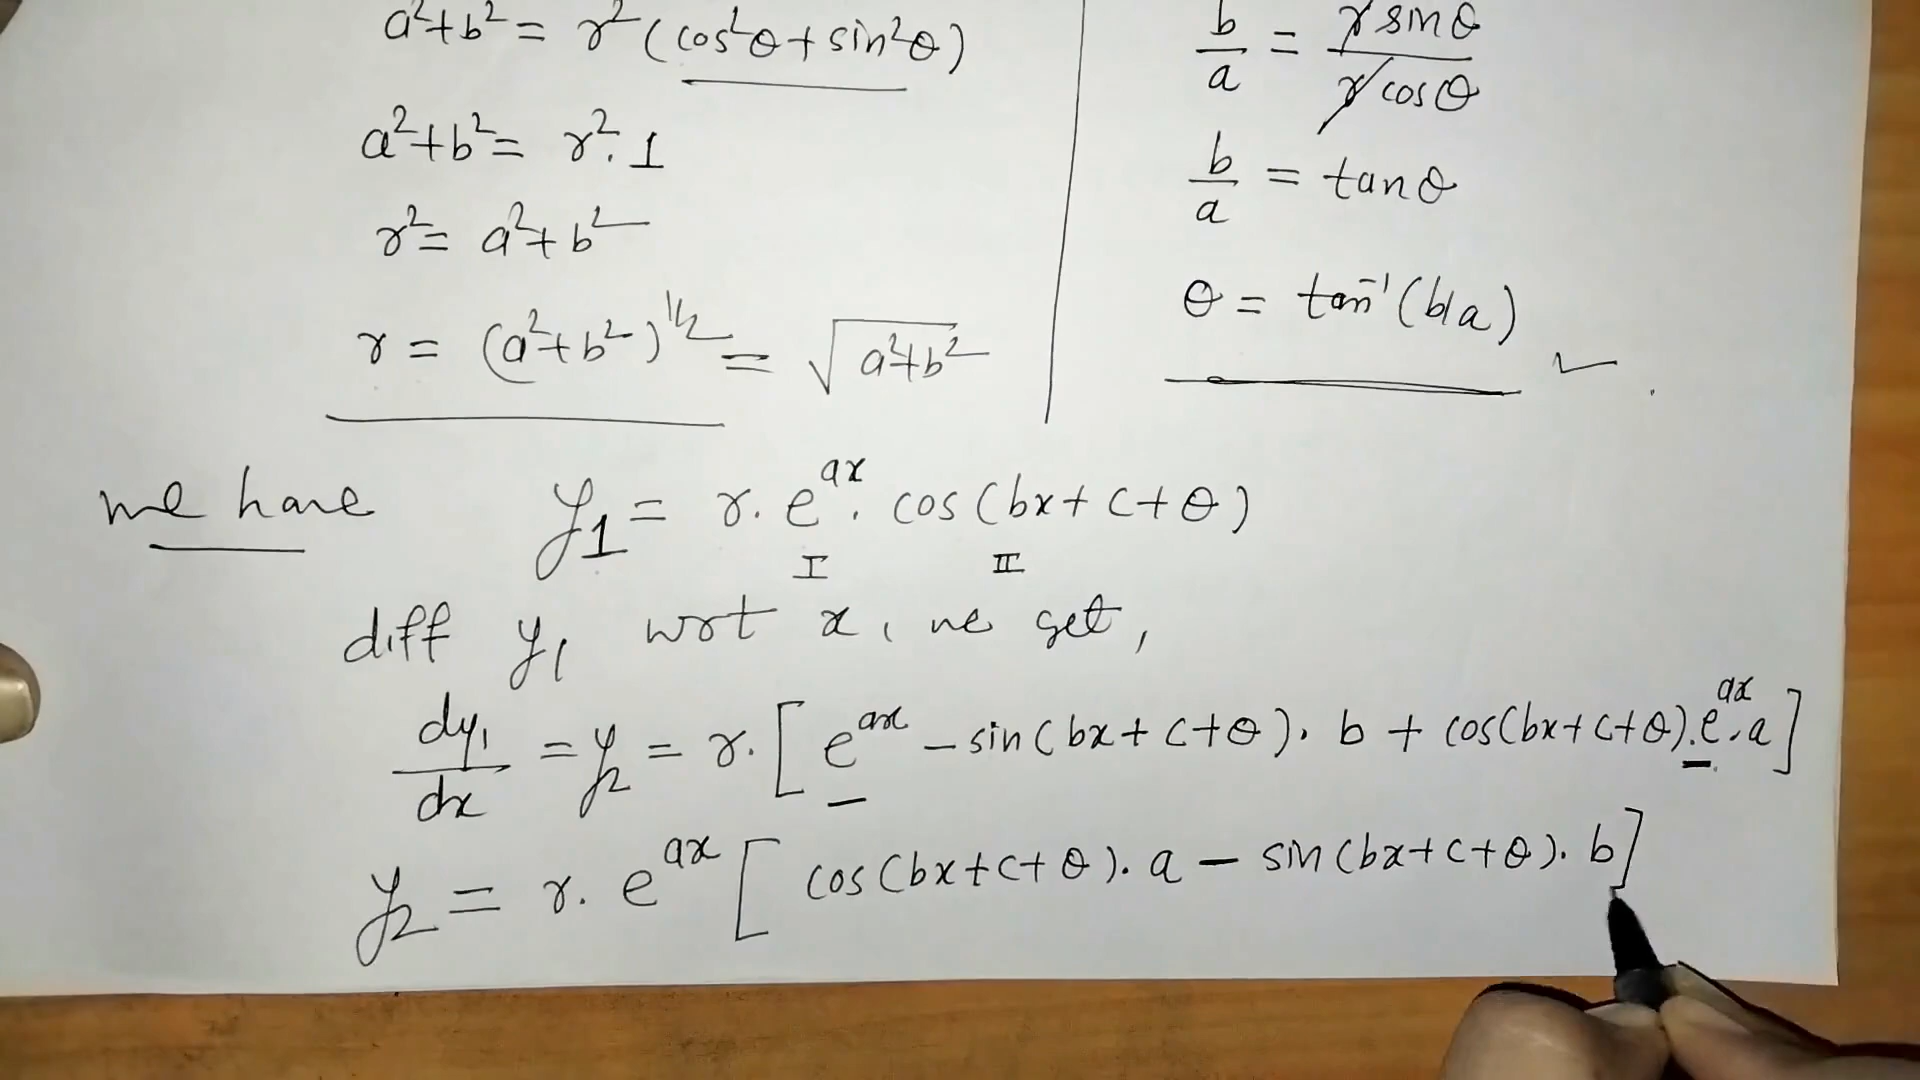 a²+b² = r²(cos²θ+sin²θ)
a²+b² = r².1
r² = a²+b²
r = (a²+b²)^1/2 = √a²+b²
b/a = r sinθ/r cosθ
b/a = tanθ
θ = tan⁻¹(b/a)
we have y₁ = r. e^ax. cos(bx+c+θ)
I II
diff y₁ wrt x, we get,
dy₁/dx = y₂ = r.[e^ax - sin(bx+c+θ). b + cos(bx+c+θ).e^ax.a]
y₂ = r. e^ax [cos(bx+c+θ). a - sin(bx+c+θ). b]